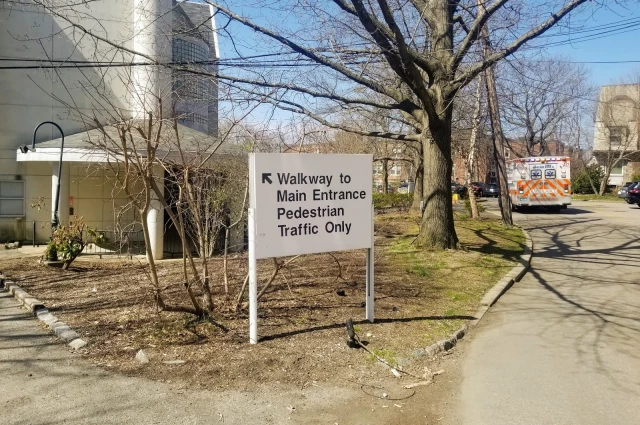 Walkway to
Main Entrance
Pedestrian
Traffic Only